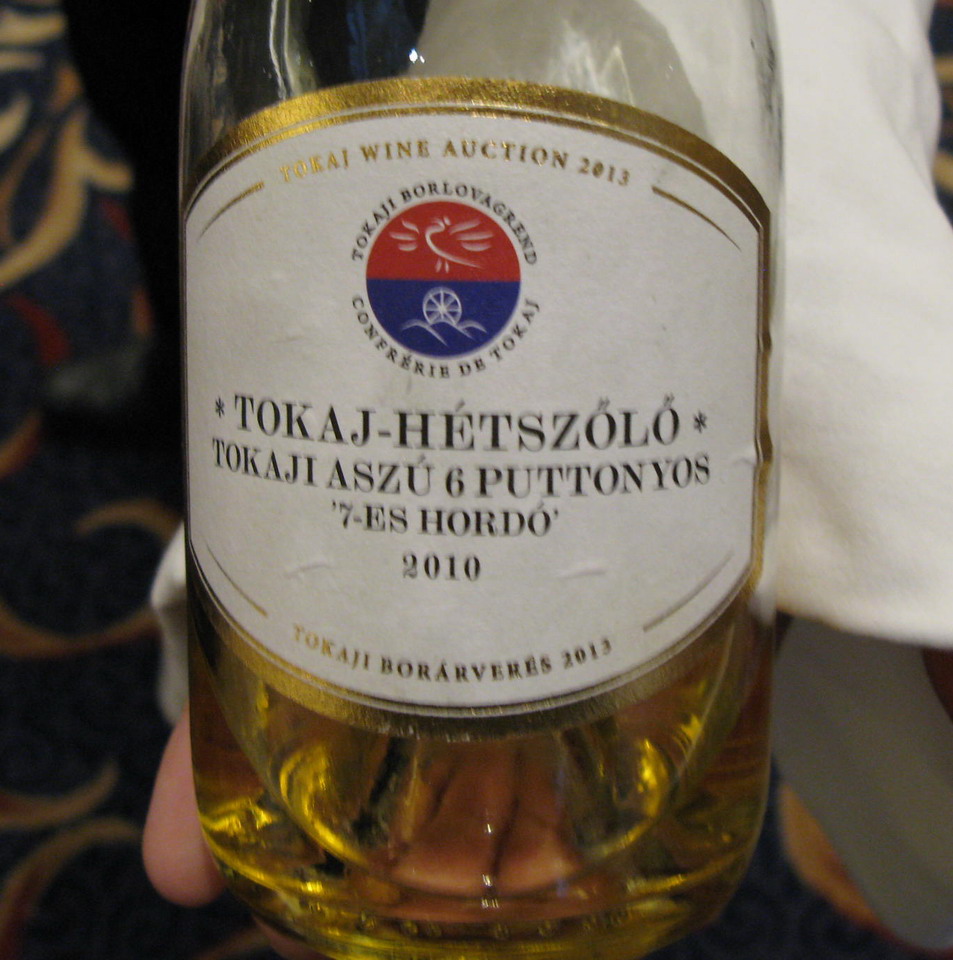 TOKAJ WINE AUCTION 2013
TOKAJI BORLOVAGREND
CONFRÉRIE DE TOKAJ
* TOKAJ-HÉTSZŐLŐ *
TOKAJI ASZÚ 6 PUTTONYOS
'7-ES HORDÓ'
2010
TOKAJI BORÁRVERÉS 2013